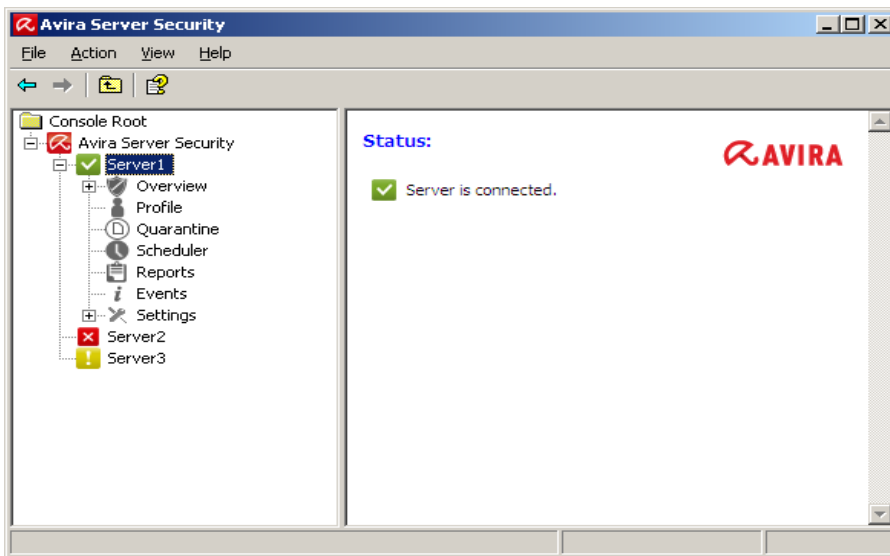 Avira Server Security
File Action View Help
Console Root
Avira Server Security
Server1
Overview
Profile
Quarantine
Scheduler
Reports
Events
Settings
Server2
Server3
Status:
AVIRA
Server is connected.